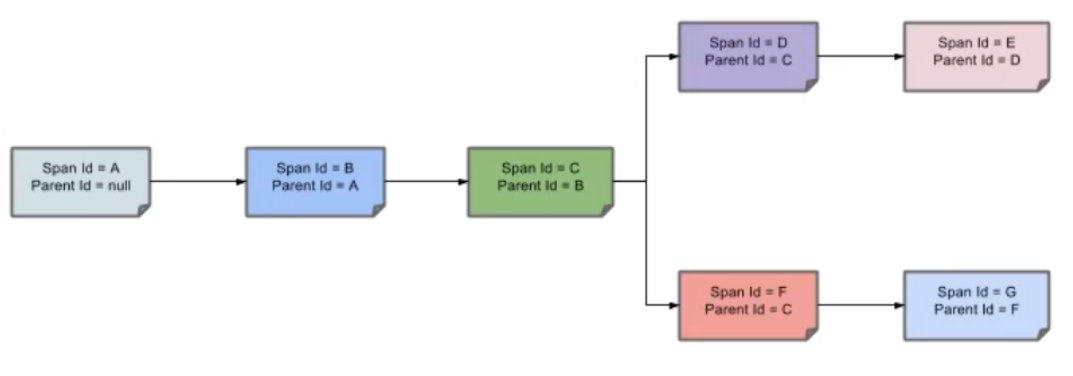 Span Id = A
Parent Id = null
Span Id = B
Parent Id = A
Span Id = C
Parent Id = B
Span Id = D
Parent Id = C
Span Id = E
Parent Id = D
Span Id = F
Parent Id = C
Span Id = G
Parent Id = F